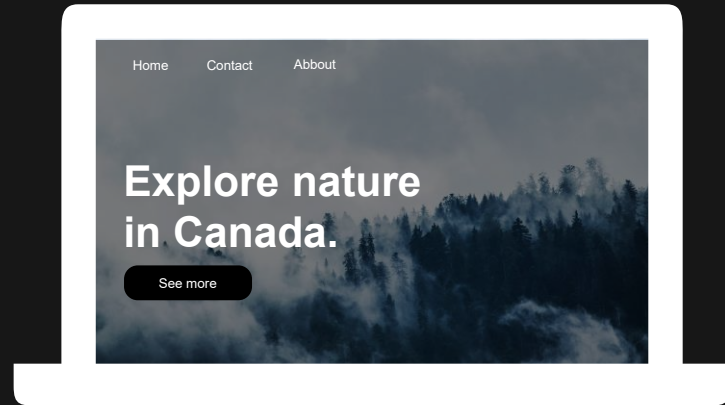 Home Contact Abbout
Explore nature
in Canada.
See more